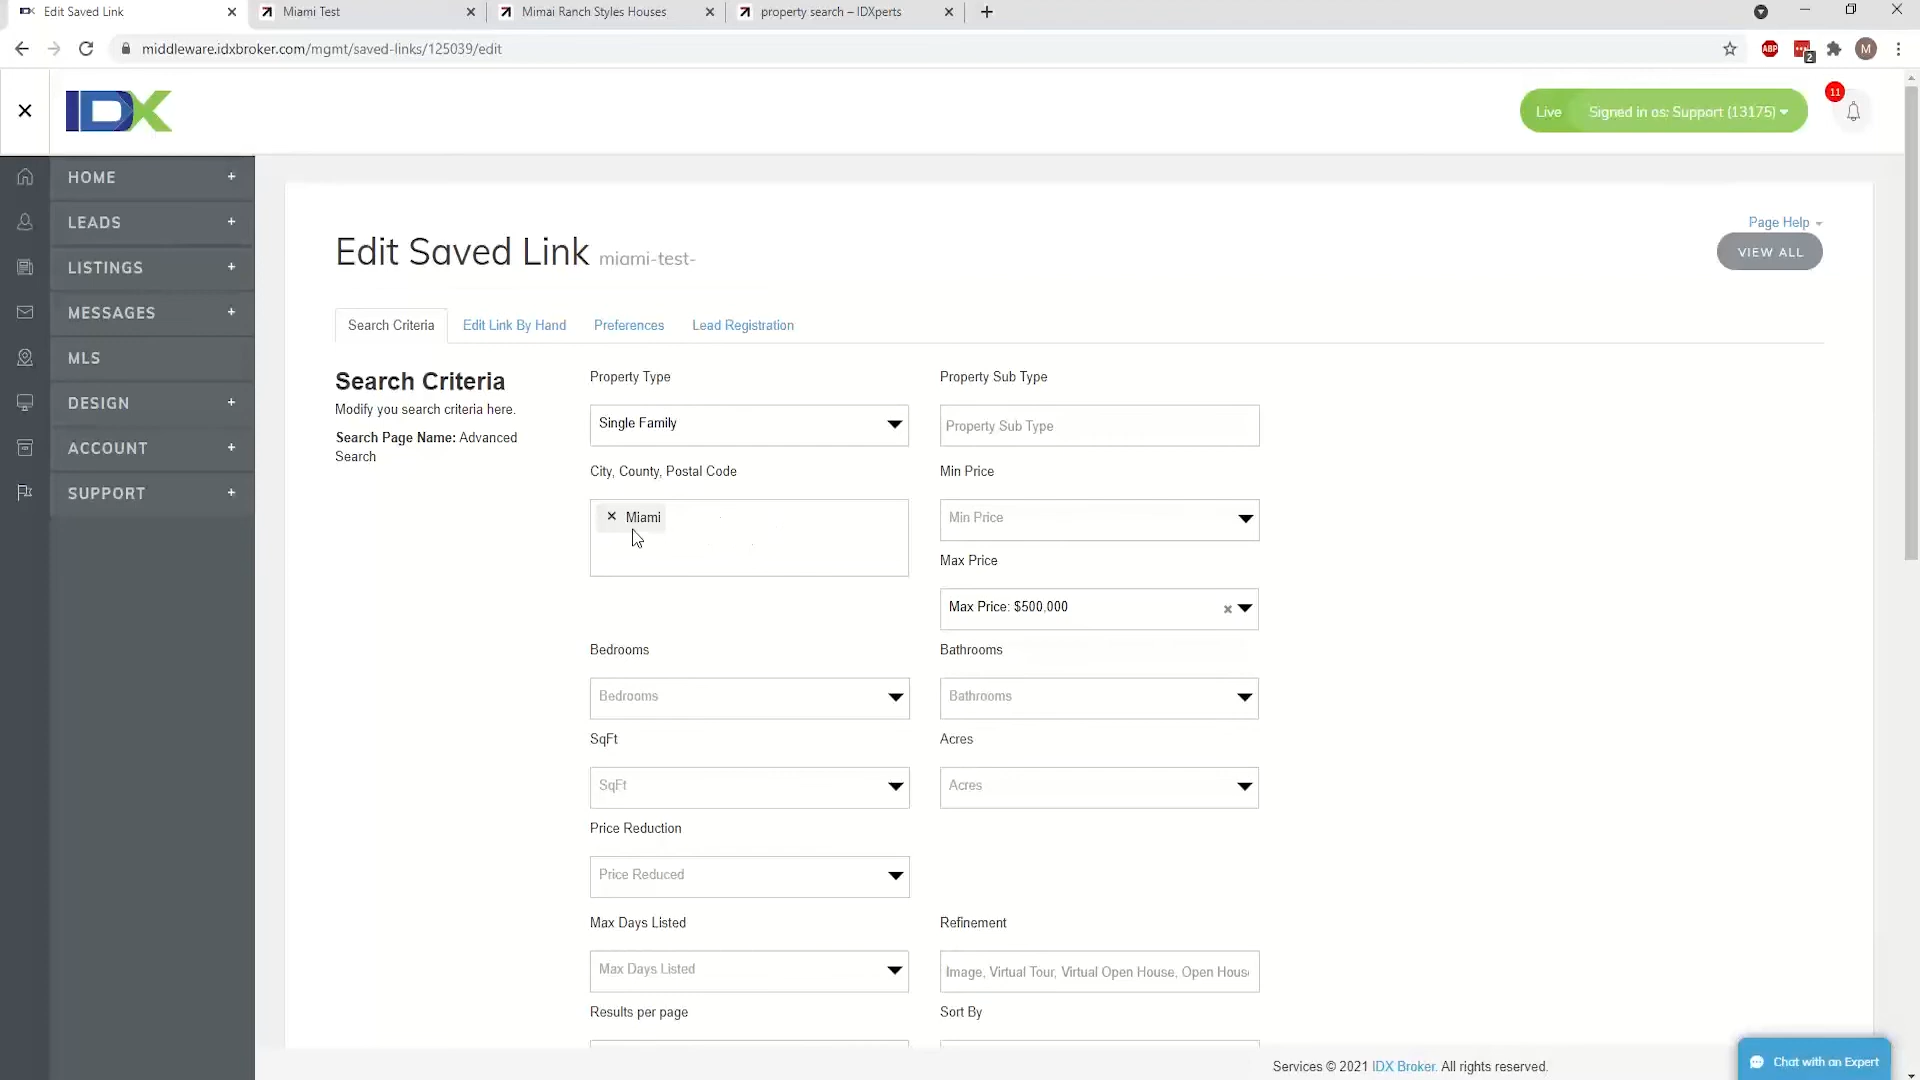 Edit Saved Link
Miami Test
Mimai Ranch Styles Houses
property search – IDXperts
middleware.idxbroker.com/mgmt/saved-links/125039/edit
ABP
2
M
IDX
Live
Signed in as: Support (13175)
11
HOME +
LEADS +
LISTINGS +
MESSAGES +
MLS
DESIGN +
ACCOUNT +
SUPPORT +
Page Help
Edit Saved Link miami-test-
VIEW ALL
Search Criteria
Edit Link By Hand
Preferences
Lead Registration
Search Criteria
Modify you search criteria here.
Search Page Name: Advanced
Search
Property Type
Property Sub Type
Single Family
Property Sub Type
City, County, Postal Code
Min Price
× Miami
Min Price
Max Price
Max Price: $500,000 ×
Bedrooms
Bathrooms
Bedrooms
Bathrooms
SqFt
Acres
SqFt
Acres
Price Reduction
Price Reduced
Max Days Listed
Refinement
Max Days Listed
Image, Virtual Tour, Virtual Open House, Open Hous
Results per page
Sort By
Services © 2021 IDX Broker. All rights reserved.
Chat with an Expert